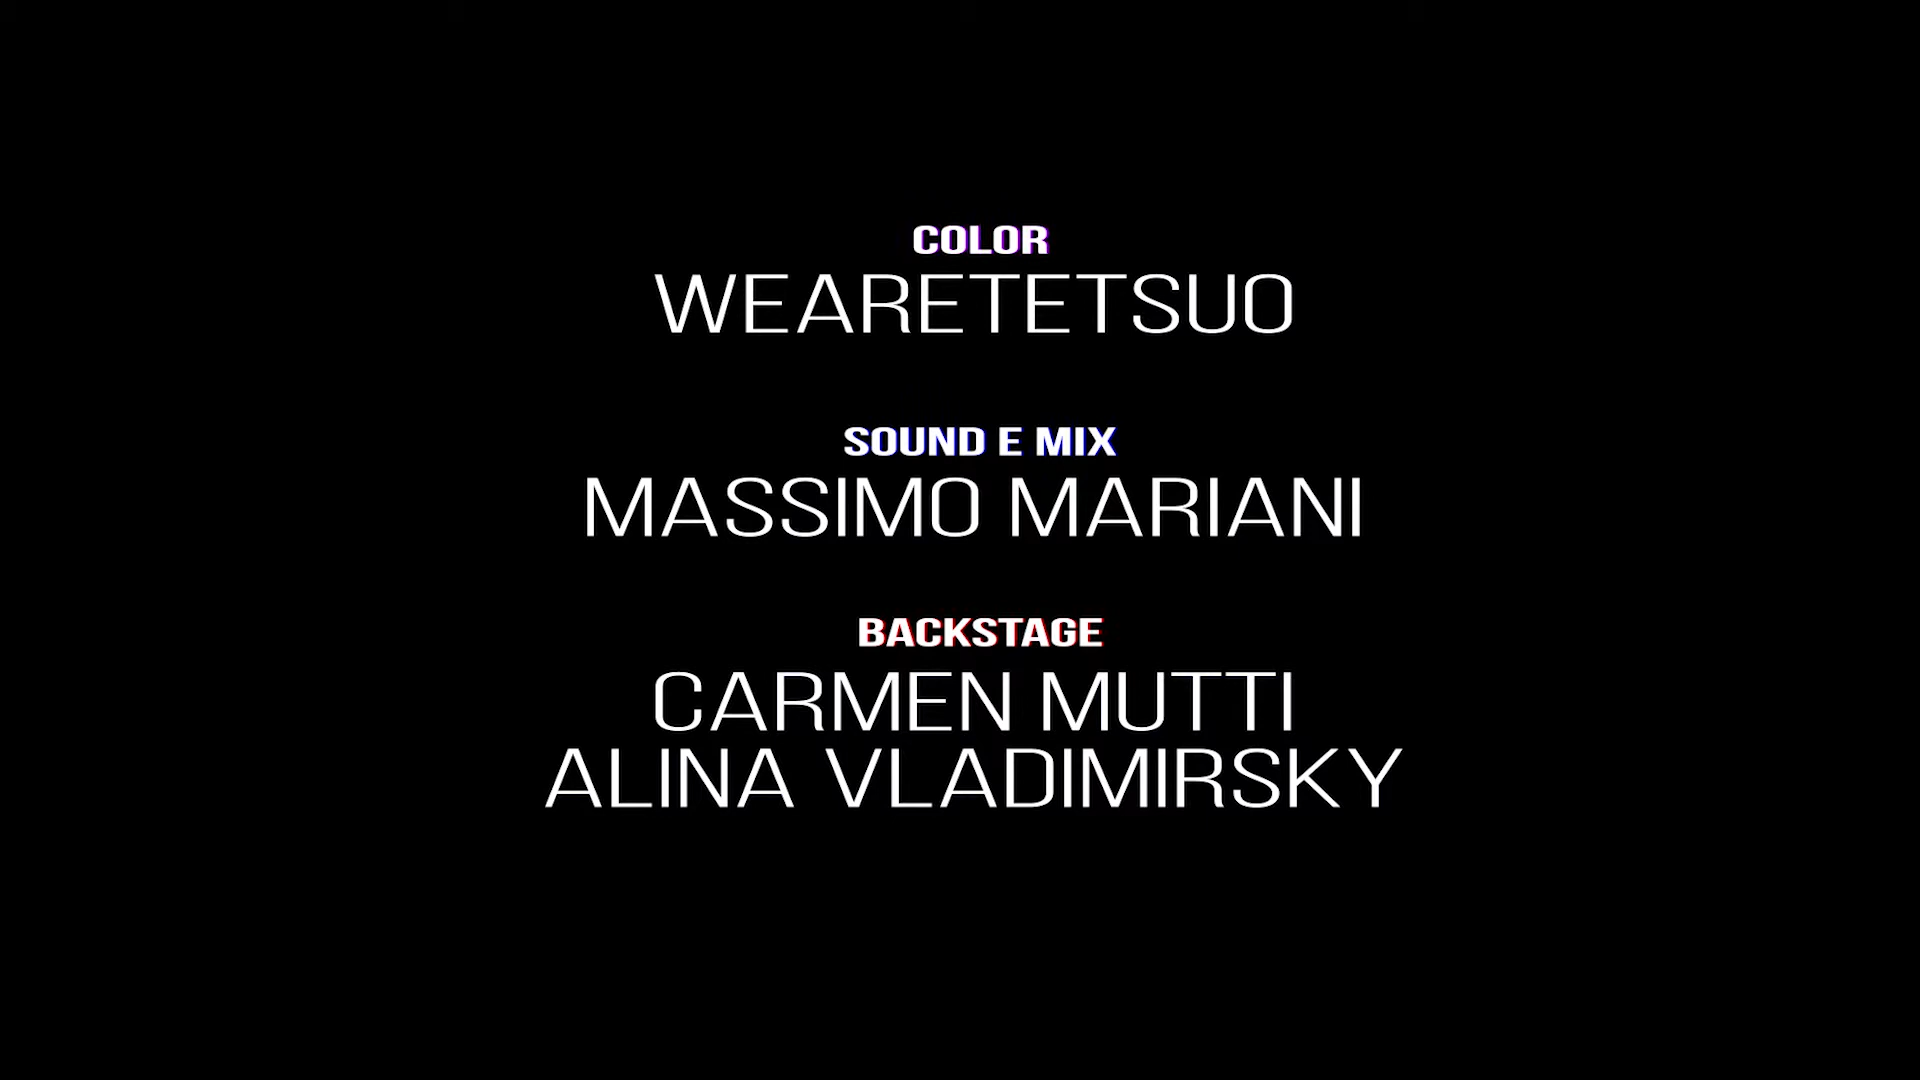 COLOR
WEARETETSUO
SOUND E MIX
MASSIMO MARIANI
BACKSTAGE
CARMEN MUTTI
ALINA VLADIMIRSKY